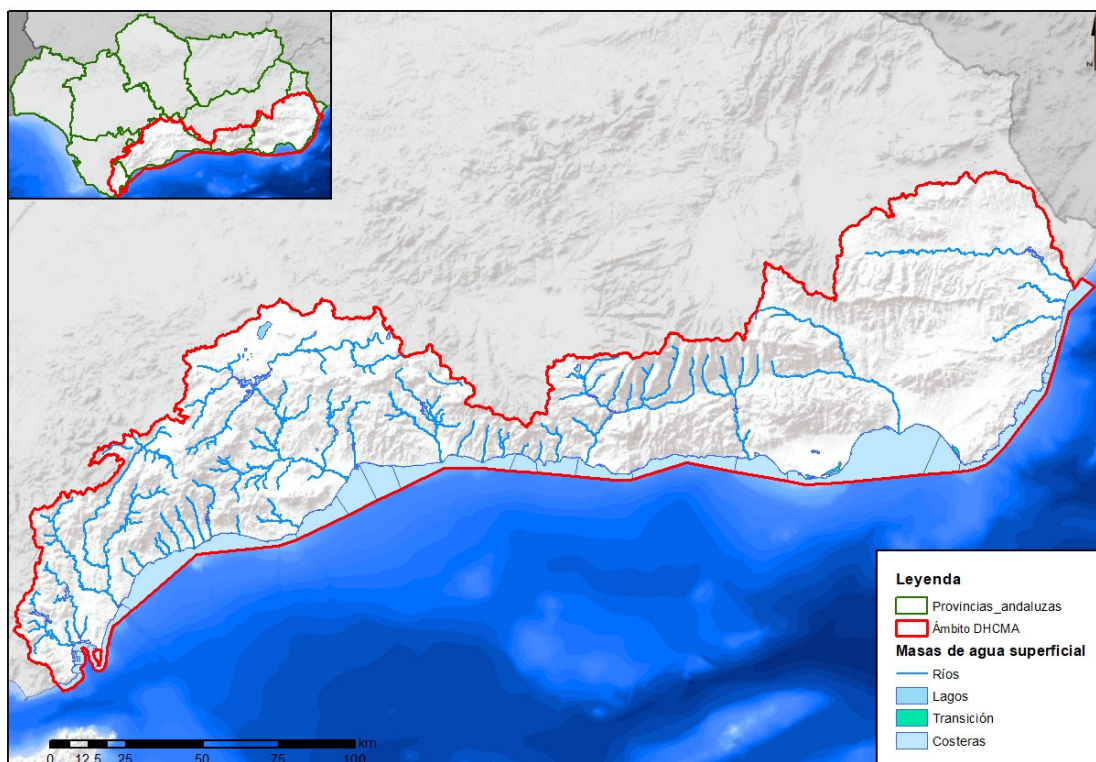 N
Leyenda
Provincias_andaluzas
Ámbito DHCMA
Masas de agua superficial
Ríos
Lagos
Transición
Costeras
km
0 12,5 25 50 75 100